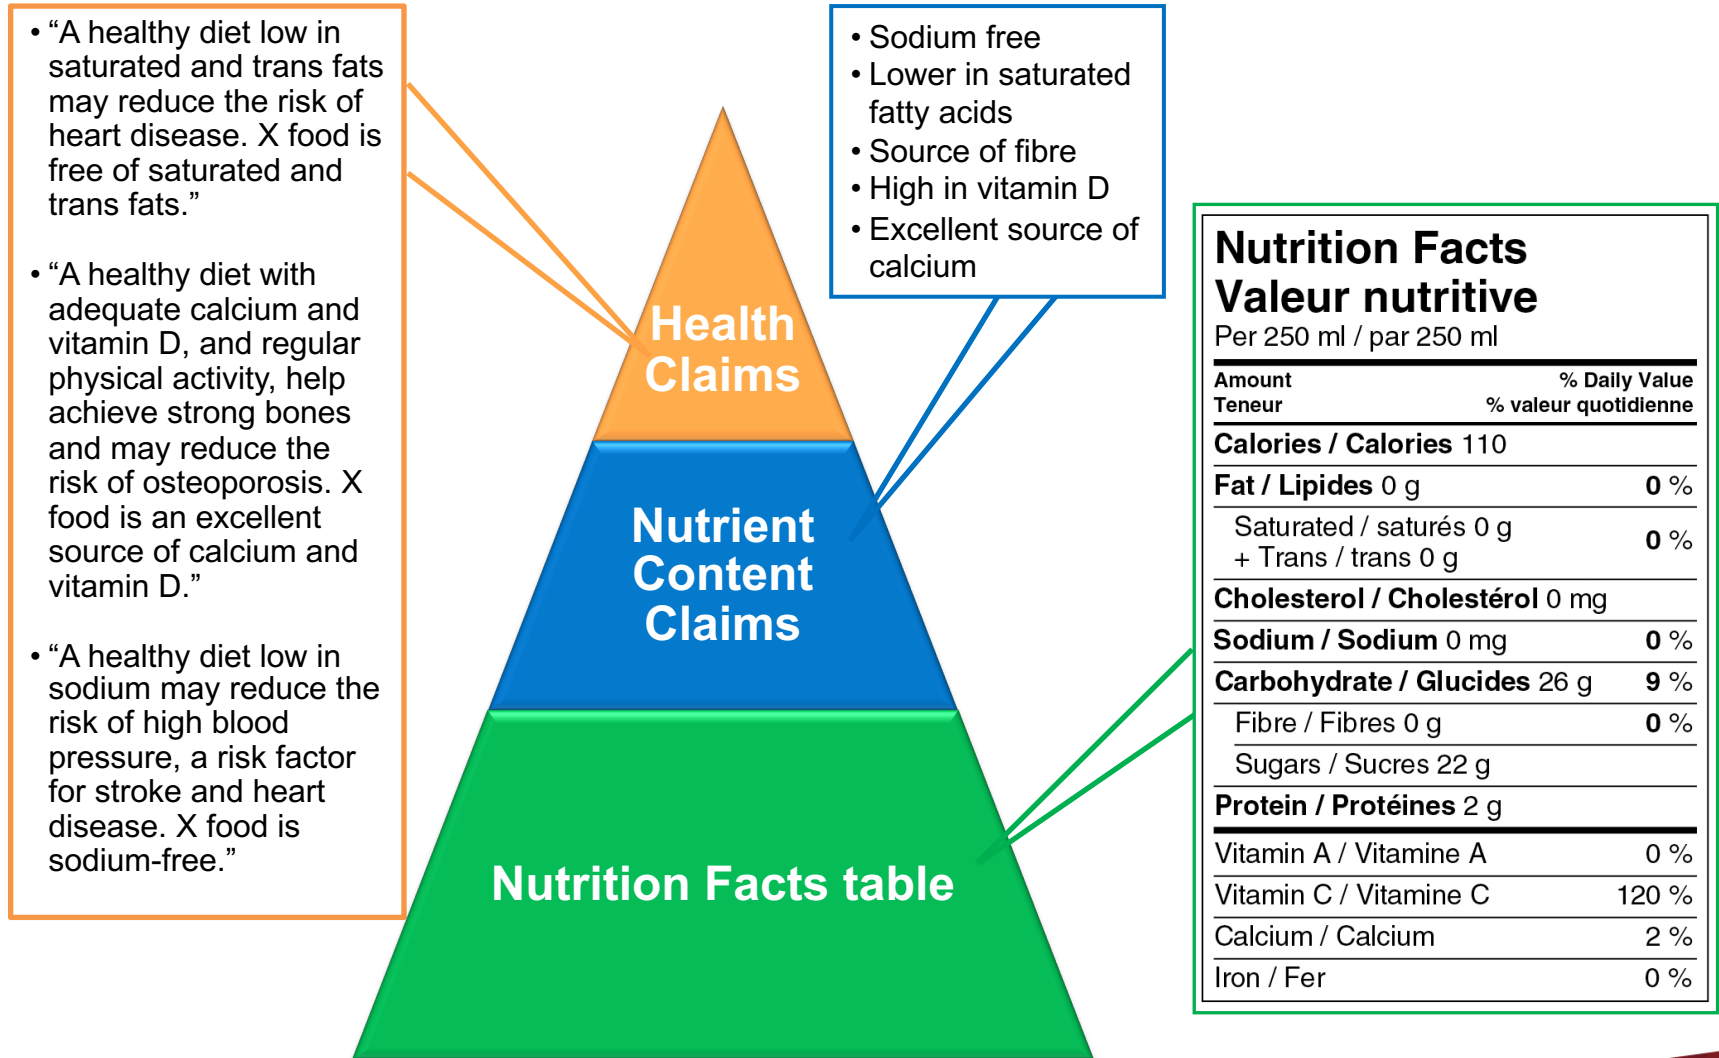 • “A healthy diet low in
saturated and trans fats
may reduce the risk of
heart disease. X food is
free of saturated and
trans fats.”
• “A healthy diet with
adequate calcium and
vitamin D, and regular
physical activity, help
achieve strong bones
and may reduce the
risk of osteoporosis. X
food is an excellent
source of calcium and
vitamin D.”
• “A healthy diet low in
sodium may reduce the
risk of high blood
pressure, a risk factor
for stroke and heart
disease. X food is
sodium-free.”
Health
Claims
Nutrient
Content
Claims
Nutrition Facts table
• Sodium free
• Lower in saturated
fatty acids
• Source of fibre
• High in vitamin D
• Excellent source of
calcium
Nutrition Facts
Valeur nutritive
Per 250 ml / par 250 ml
Amount % Daily Value
Teneur % valeur quotidienne
Calories / Calories 110
Fat / Lipides 0 g 0 %
Saturated / saturés 0 g
+ Trans / trans 0 g 0 %
Cholesterol / Cholestérol 0 mg
Sodium / Sodium 0 mg 0 %
Carbohydrate / Glucides 26 g 9 %
Fibre / Fibres 0 g 0 %
Sugars / Sucres 22 g
Protein / Protéines 2 g
Vitamin A / Vitamine A 0 %
Vitamin C / Vitamine C 120 %
Calcium / Calcium 2 %
Iron / Fer 0 %